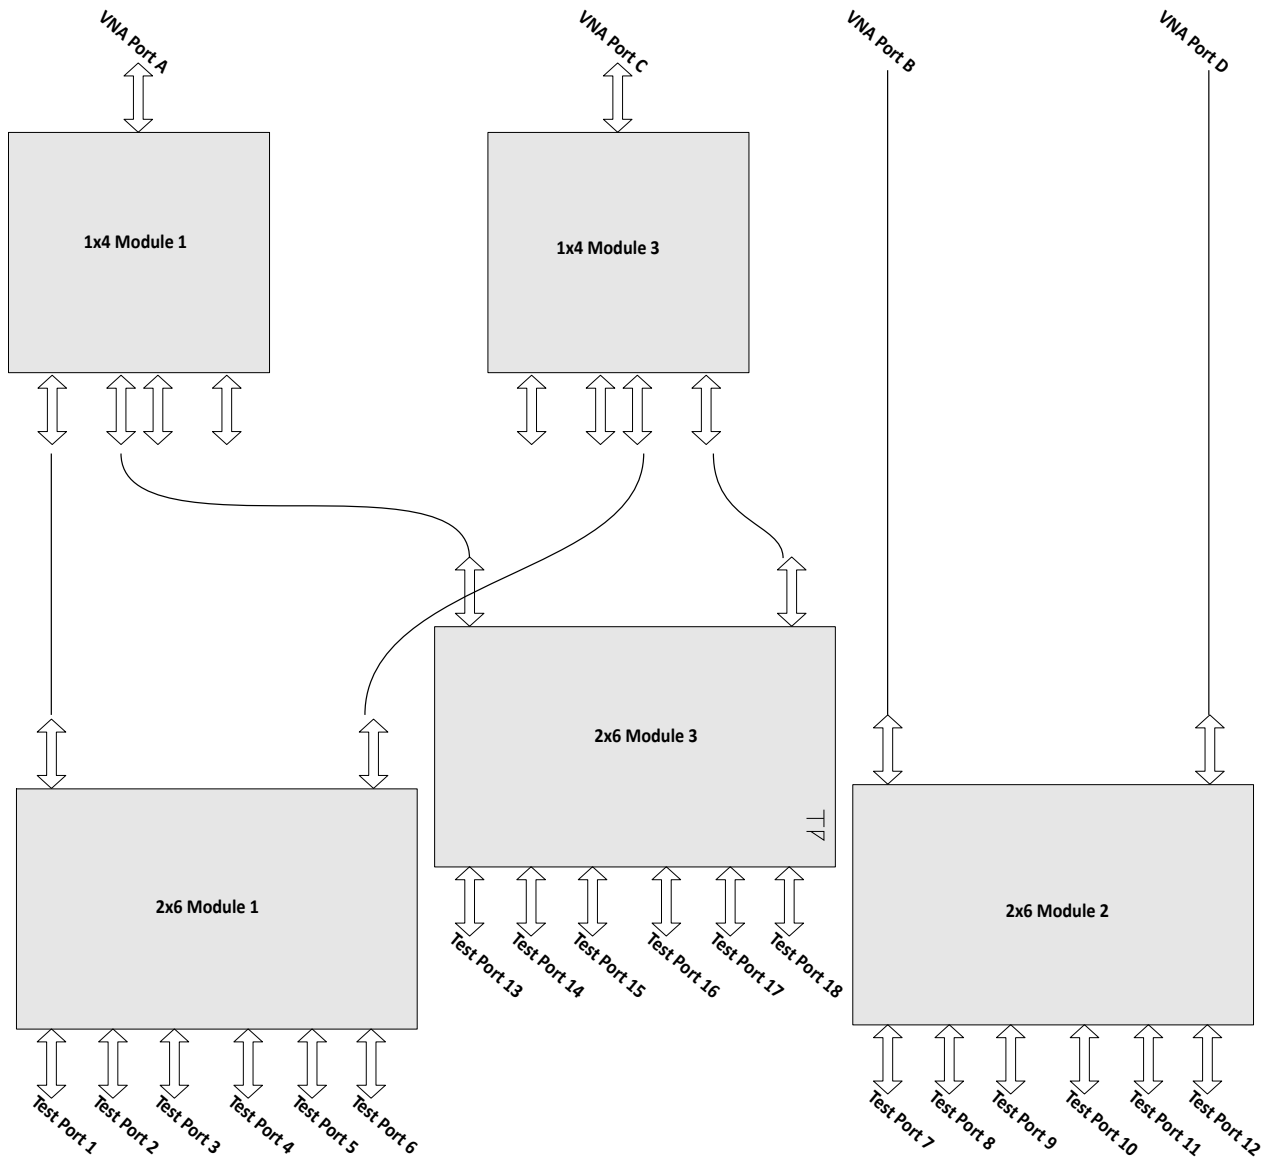 VNA Port A
VNA Port C
VNA Port B
VNA Port D
1x4 Module 1
1x4 Module 3
2x6 Module 3
TP
2x6 Module 1
2x6 Module 2
Test Port 13
Test Port 14
Test Port 15
Test Port 16
Test Port 17
Test Port 18
Test Port 1
Test Port 2
Test Port 3
Test Port 4
Test Port 5
Test Port 6
Test Port 7
Test Port 8
Test Port 9
Test Port 10
Test Port 11
Test Port 12